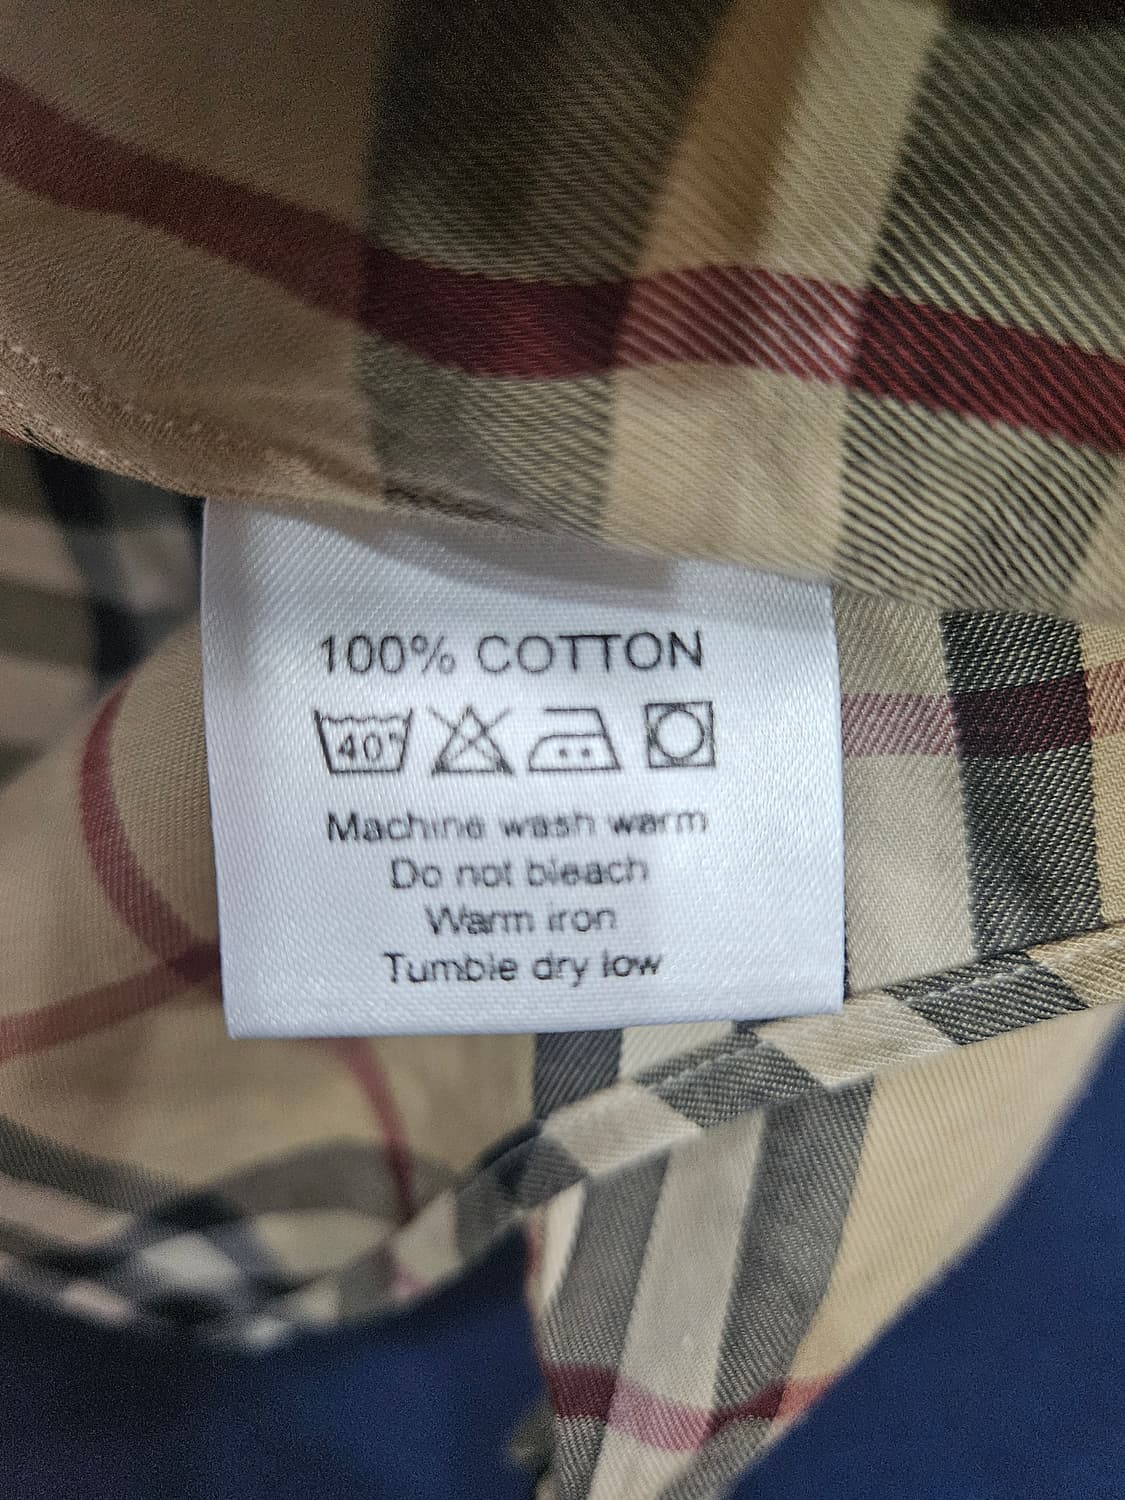 100% COTTON
40°
Machine wash warm
Do not bleach
Warm iron
Tumble dry low